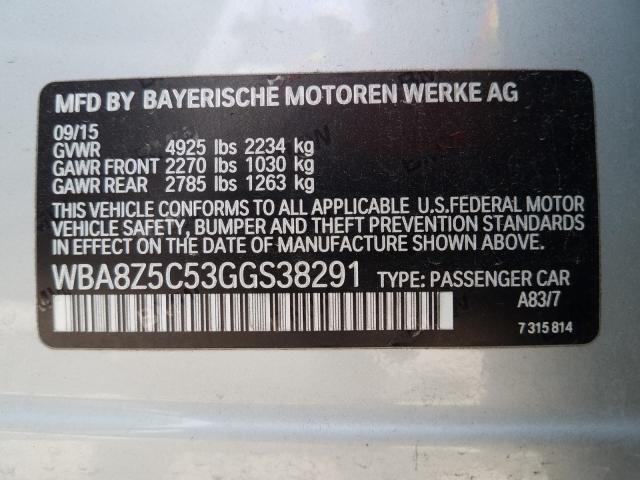 MFD BY BAYERISCHE MOTOREN WERKE AG
09/15
GVWR 4925 lbs 2234 kg
GAWR FRONT 2270 lbs 1030 kg
GAWR REAR 2785 lbs 1263 kg
THIS VEHICLE CONFORMS TO ALL APPLICABLE U.S.FEDERAL MOTOR
VEHICLE SAFETY, BUMPER AND THEFT PREVENTION STANDARDS
IN EFFECT ON THE DATE OF MANUFACTURE SHOWN ABOVE.
WBA8Z5C53GGS38291 TYPE: PASSENGER CAR
A83/7
7 315 814